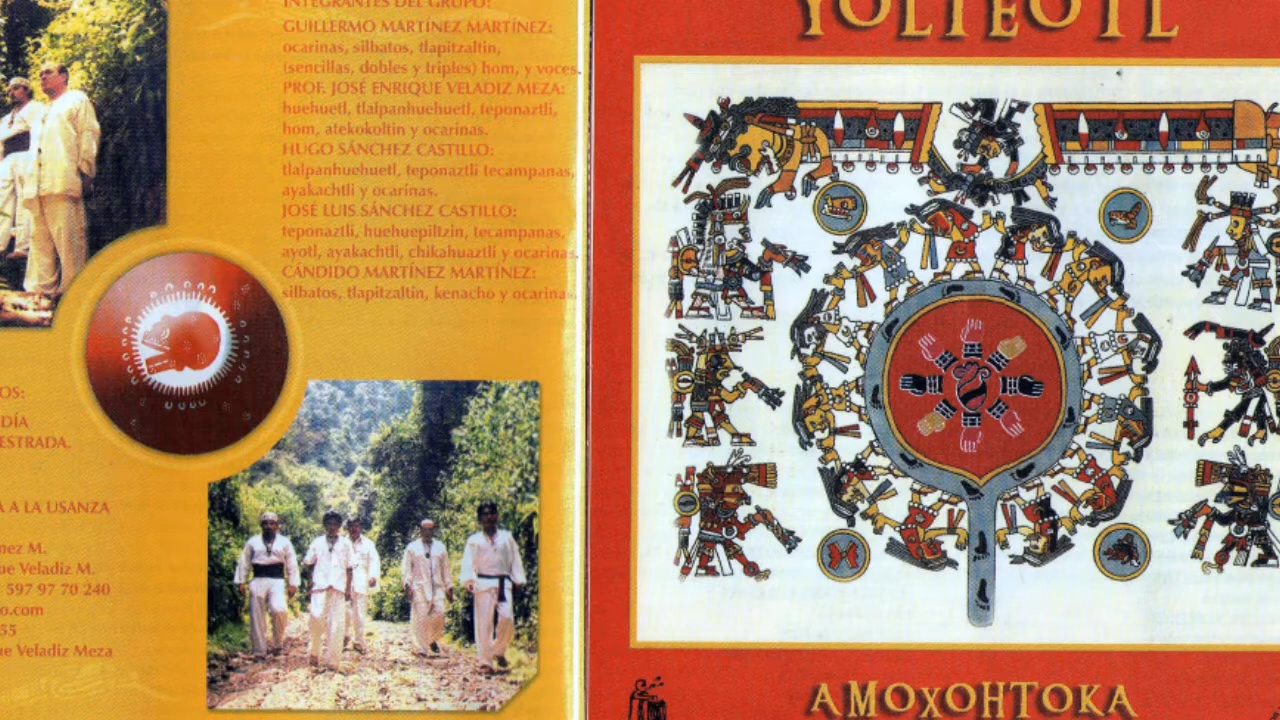 INTEGRANTES DEL GRUPO:
GUILLERMO MARTÍNEZ MARTÍNEZ:
ocarinas, silbatos, tlapitzaltin,
(sencillas, dobles y triples) hom, y voces.
PROF. JOSÉ ENRIQUE VELADIZ MEZA:
huehuetl, tlalpanhuehuetl, teponaztli,
hom, atekokoltin y ocarinas.
HUGO SÁNCHEZ CASTILLO:
tlalpanhuehuetl, teponaztli tecampanas,
ayakachtli y ocarinas.
JOSÉ LUIS SÁNCHEZ CASTILLO:
teponaztli, huehuepiltzin, tecampanas,
ayotl, ayakachtli, chikahuaztli y ocarinas.
CÁNDIDO MARTÍNEZ MARTÍNEZ:
silbatos, tlapitzaltin, kenacho y ocarinas.
OS:
DÍA
ESTRADA.
A A LA USANZA
nez M.
ue Veladiz M.
597 97 70 240
o.com
55
ue Veladiz Meza
YOLTEOTL
AMOXOHTOKA